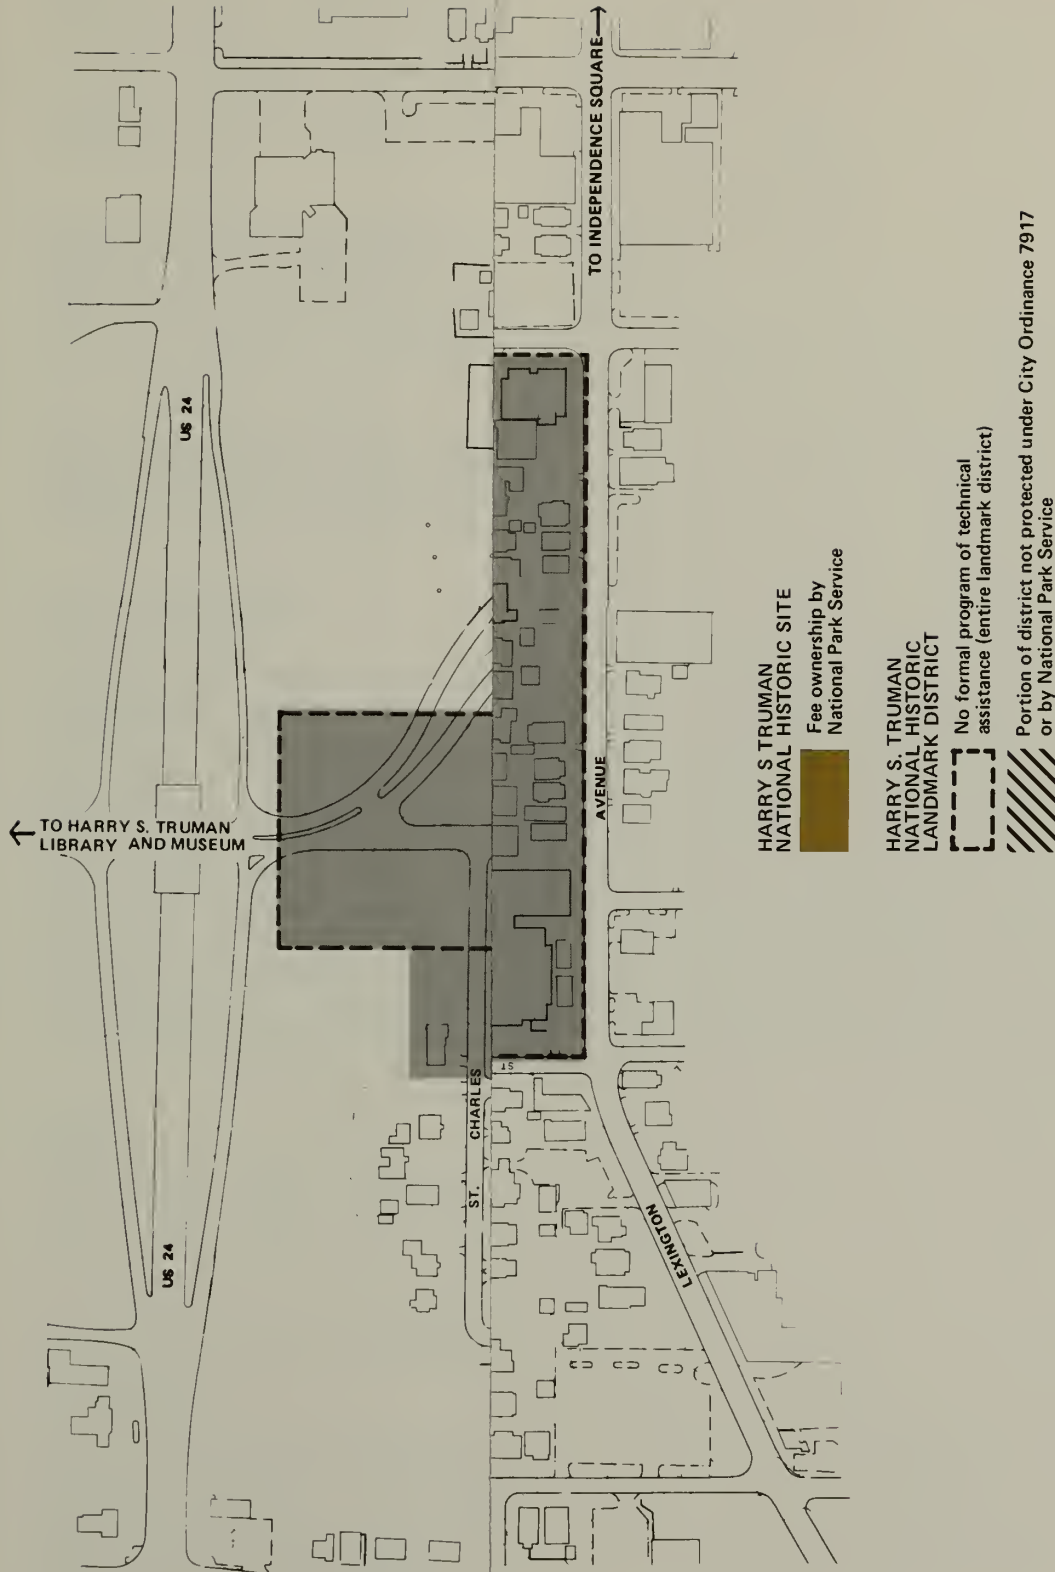 TO HARRY S. TRUMAN
LIBRARY AND MUSEUM
US 24
US 24
TO INDEPENDENCE SQUARE
ST. CHARLES
ST
AVENUE
LEXINGTON
HARRY S TRUMAN
NATIONAL HISTORIC SITE
Fee ownership by
National Park Service
HARRY S. TRUMAN
NATIONAL HISTORIC
LANDMARK DISTRICT
No formal program of technical
assistance (entire landmark district)
Portion of district not protected under City Ordinance 7917
or by National Park Service